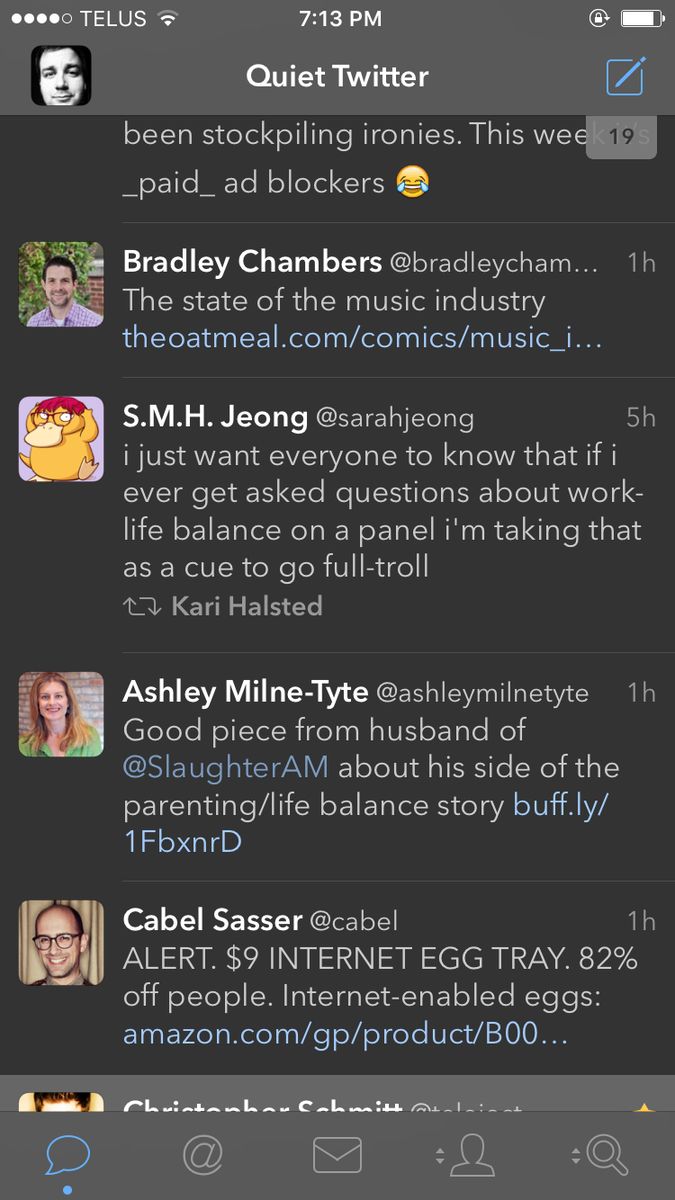 TELUS 7:13 PM
Quiet Twitter
been stockpiling ironies. This week it's
19
_paid_ ad blockers 😂
Bradley Chambers @bradleycham… 1h
The state of the music industry
theoatmeal.com/comics/music_i…
S.M.H. Jeong @sarahjeong 5h
i just want everyone to know that if i
ever get asked questions about work-
life balance on a panel i'm taking that
as a cue to go full-troll
Kari Halsted
Ashley Milne-Tyte @ashleymilnetyte 1h
Good piece from husband of
@SlaughterAM about his side of the
parenting/life balance story buff.ly/
1FbxnrD
Cabel Sasser @cabel 1h
ALERT. $9 INTERNET EGG TRAY. 82%
off people. Internet-enabled eggs:
amazon.com/gp/product/B00…
Christopher Schmitt @teleject
@